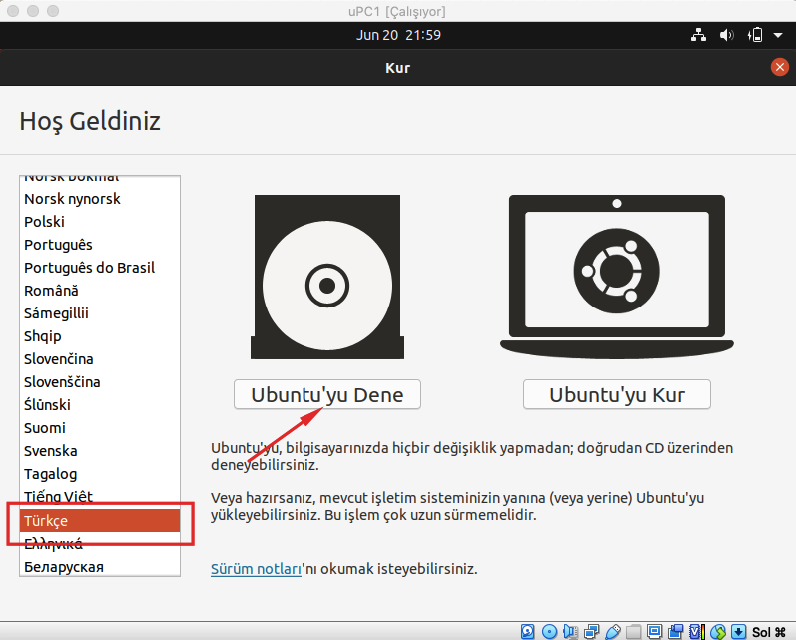 uPC1 [Çalışıyor]
Jun 20 21:59
Kur
Hoş Geldiniz
Norsk bokmål
Norsk nynorsk
Polski
Português
Português do Brasil
Română
Sámegillii
Shqip
Slovenčina
Slovenščina
Ślůnski
Suomi
Svenska
Tagalog
Tiếng Việt
Türkçe
Ελληνικά
Беларуская
Ubuntu'yu Dene
Ubuntu'yu Kur
Ubuntu'yu, bilgisayarınızda hiçbir değişiklik yapmadan; doğrudan CD üzerinden
deneyebilirsiniz.
Veya hazırsanız, mevcut işletim sisteminizin yanına (veya yerine) Ubuntu'yu
yükleyebilirsiniz. Bu işlem çok uzun sürmemelidir.
Sürüm notları'nı okumak isteyebilirsiniz.
Sol ⌘